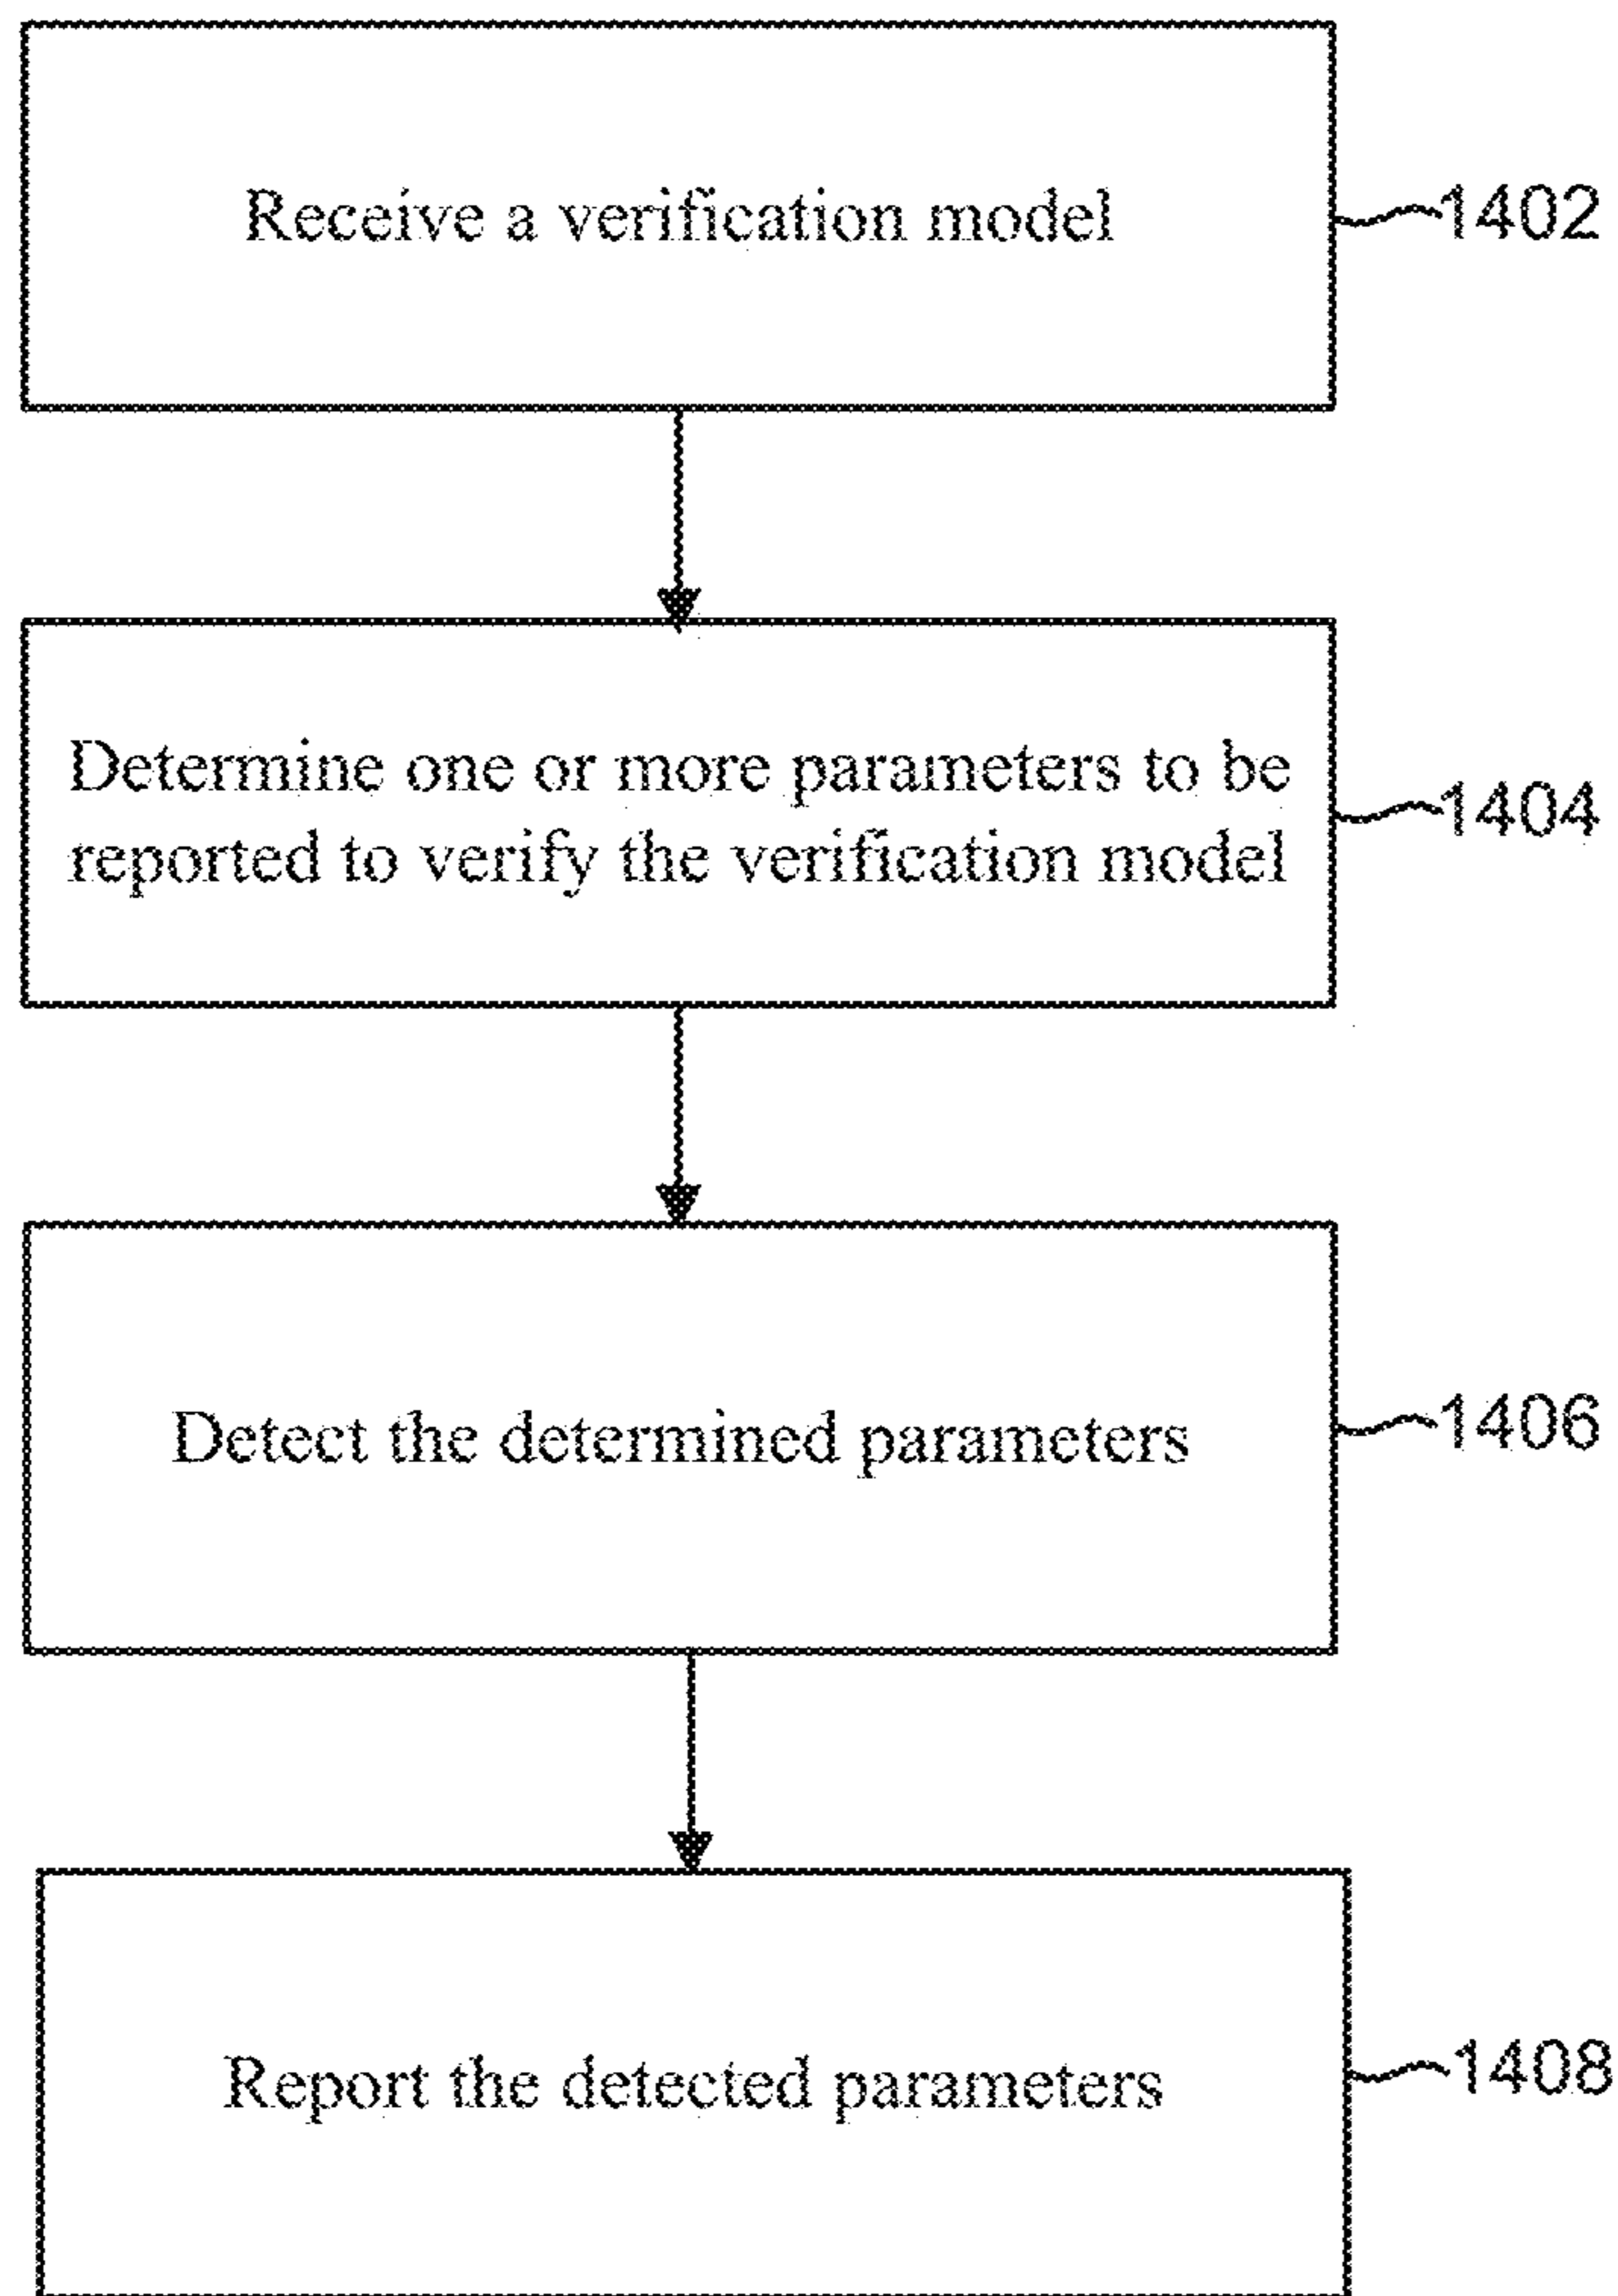 Receive a verification model
1402
Determine one or more parameters to be
reported to verify the verification model
1404
Detect the determined parameters
1406
Report the detected parameters
1408